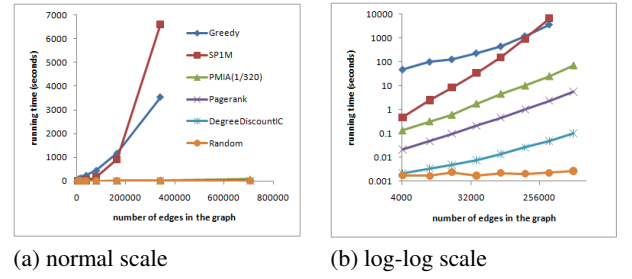 7000
6000
5000
4000
3000
2000
1000
0
running time (seconds)
0
200000
400000
600000
800000
number of edges in the graph
Greedy
SP1M
PMIA(1/320)
Pagerank
DegreeDiscountIC
Random
(a) normal scale
10000
1000
100
10
1
0.1
0.01
0.001
running time (seconds)
4000
32000
256000
number of edges in the graph
(b) log-log scale